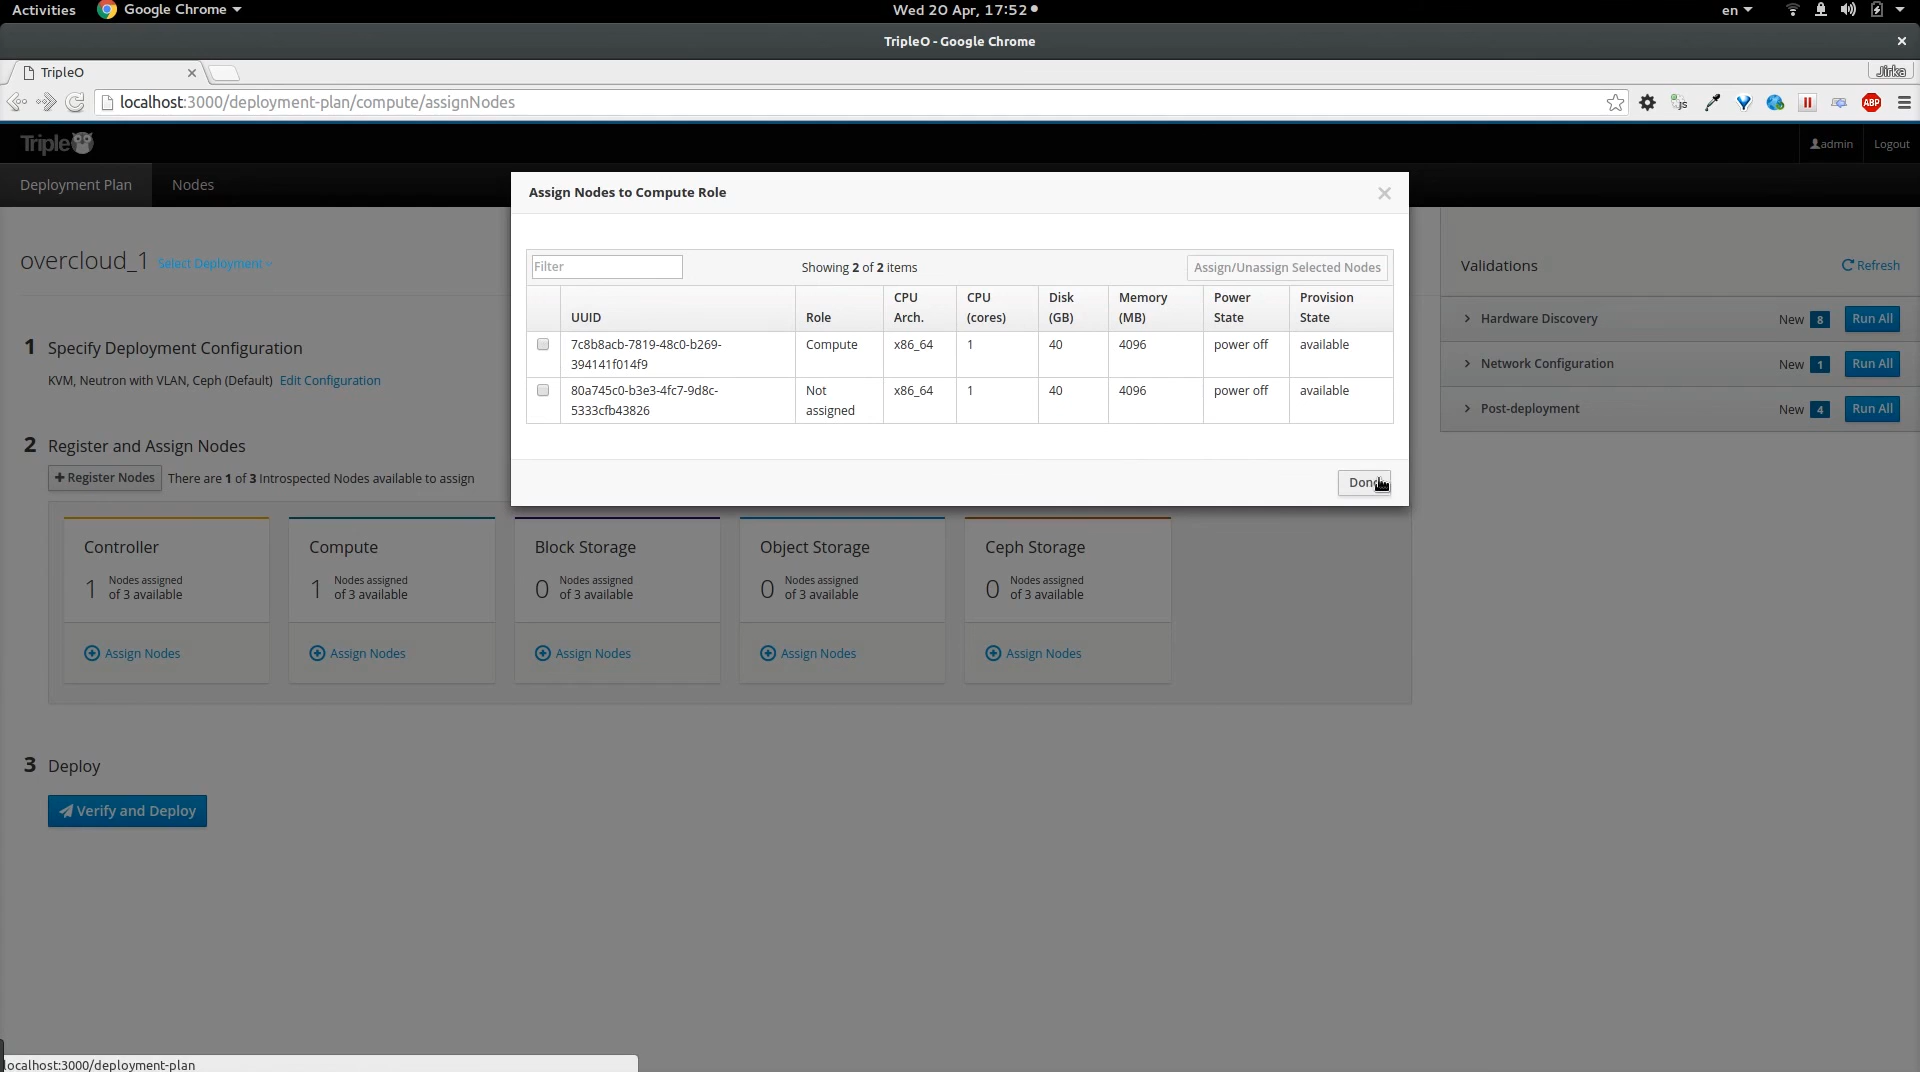 Activities Google Chrome Wed 20 Apr, 17:52 en
TripleO - Google Chrome
TripleO Jirka
localhost:3000/deployment-plan/compute/assignNodes JS ABP
TripleO admin Logout
Deployment Plan Nodes
Assign Nodes to Compute Role
overcloud_1 Select Deployment
Filter Showing 2 of 2 items Assign/Unassign Selected Nodes
UUID Role CPU Arch. CPU (cores) Disk (GB) Memory (MB) Power State Provision State
7c8b8acb-7819-48c0-b269-
394141f014f9 Compute x86_64 1 40 4096 power off available
80a745c0-b3e3-4fc7-9d8c-
5333cfb43826 Not assigned x86_64 1 40 4096 power off available
Done
Validations Refresh
Hardware Discovery New 8 Run All
Network Configuration New 1 Run All
Post-deployment New 4 Run All
1 Specify Deployment Configuration
KVM, Neutron with VLAN, Ceph (Default) Edit Configuration
2 Register and Assign Nodes
Register Nodes There are 1 of 3 Introspected Nodes available to assign
Controller
1 Nodes assigned
of 3 available
Assign Nodes
Compute
1 Nodes assigned
of 3 available
Assign Nodes
Block Storage
0 Nodes assigned
of 3 available
Assign Nodes
Object Storage
0 Nodes assigned
of 3 available
Assign Nodes
Ceph Storage
0 Nodes assigned
of 3 available
Assign Nodes
3 Deploy
Verify and Deploy
localhost:3000/deployment-plan